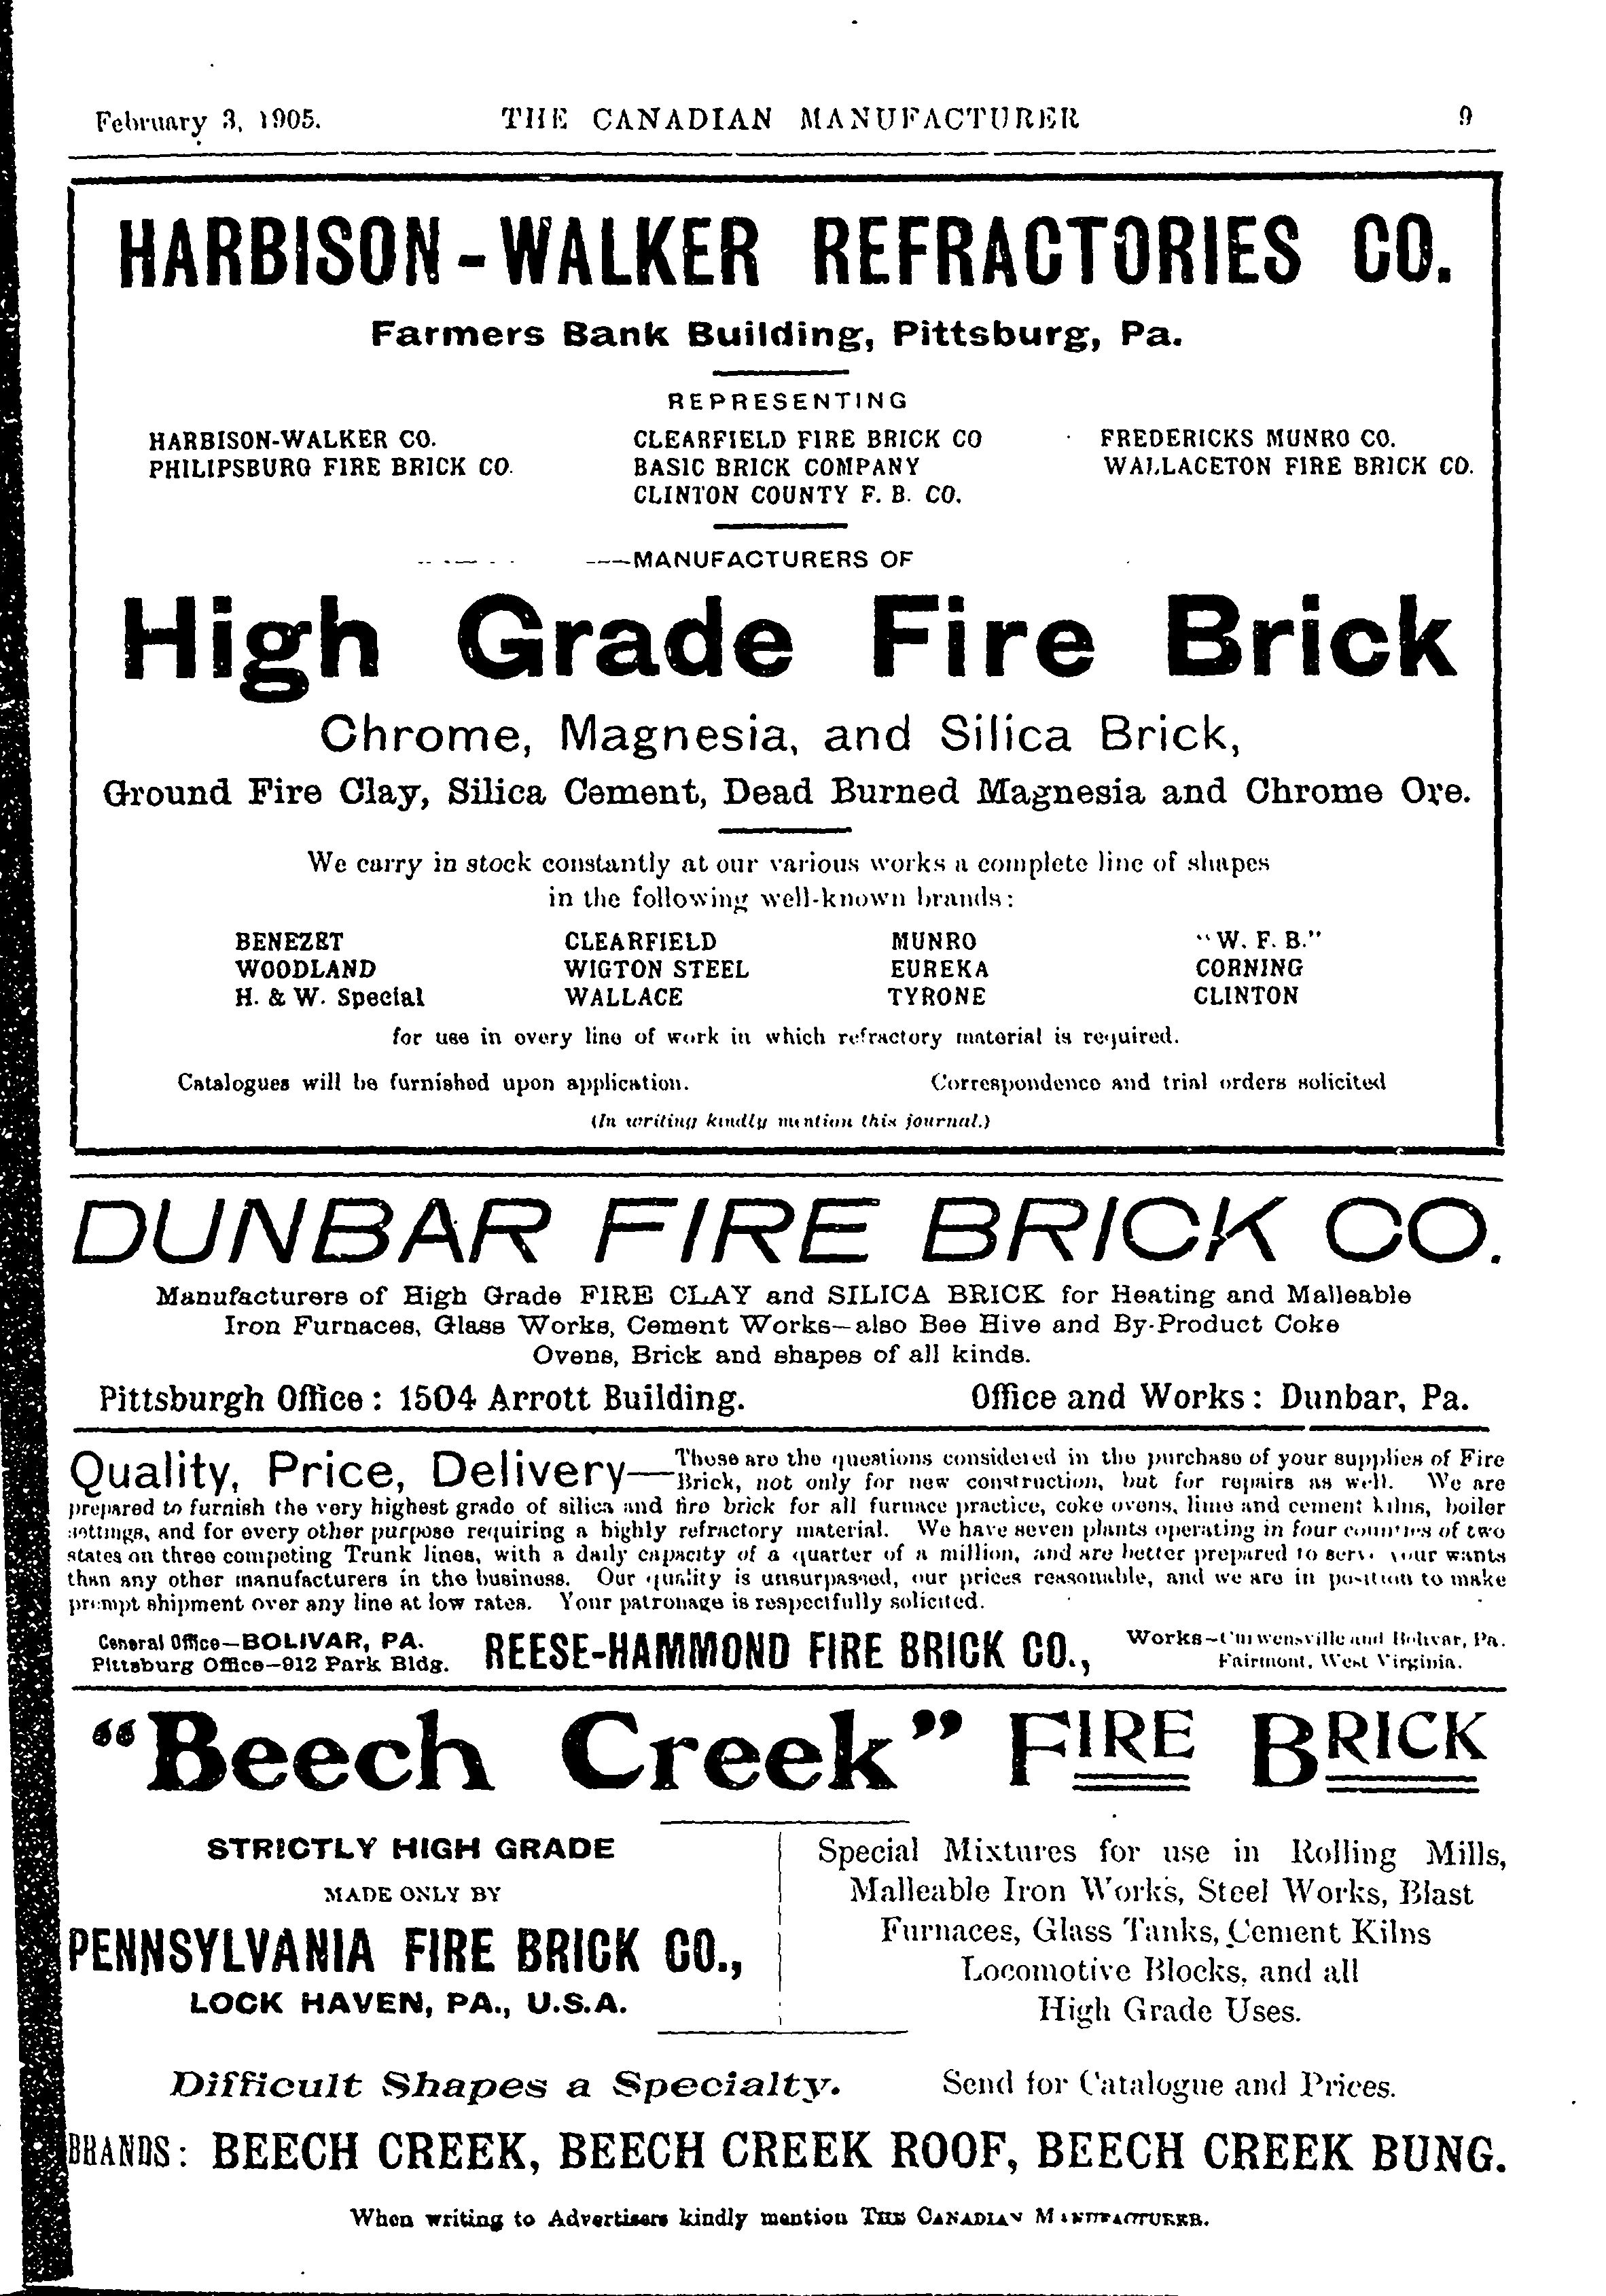 February 3, 1905.
THE CANADIAN MANUFACTURER
9
HARBISON-WALKER REFRACTORIES CO.
Farmers Bank Building, Pittsburg, Pa.
REPRESENTING
HARBISON-WALKER CO.
PHILIPSBURG FIRE BRICK CO.
CLEARFIELD FIRE BRICK CO
BASIC BRICK COMPANY
CLINTON COUNTY F. B. CO.
FREDERICKS MUNRO CO.
WALLACETON FIRE BRICK CO.
MANUFACTURERS OF
High Grade Fire Brick
Chrome, Magnesia, and Silica Brick,
Ground Fire Clay, Silica Cement, Dead Burned Magnesia and Chrome Ore.
We carry in stock constantly at our various works a complete line of shapes
in the following well-known brands:
BENEZET
CLEARFIELD
MUNRO
"W. F. B."
WOODLAND
WIGTON STEEL
EUREKA
CORNING
H. & W. Special
WALLACE
TYRONE
CLINTON
for use in every line of work in which refractory material is required.
Catalogues will be furnished upon application.
Correspondence and trial orders solicited
(In writing kindly mention this journal.)
DUNBAR FIRE BRICK CO.
Manufacturers of High Grade FIRE CLAY and SILICA BRICK for Heating and Malleable
Iron Furnaces, Glass Works, Cement Works—also Bee Hive and By-Product Coke
Ovens, Brick and shapes of all kinds.
Pittsburgh Office: 1504 Arrott Building.
Office and Works: Dunbar, Pa.
Quality, Price, Delivery—These are the questions considered in the purchase of your supplies of Fire
Brick, not only for new construction, but for repairs as well. We are
prepared to furnish the very highest grade of silica and fire brick for all furnace practice, coke ovens, lime and cement kilns, boiler
settings, and for every other purpose requiring a highly refractory material. We have seven plants operating in four counties of two
states on three competing Trunk lines, with a daily capacity of a quarter of a million, and are better prepared to serve your wants
than any other manufacturers in the business. Our quality is unsurpassed, our prices reasonable, and we are in position to make
prompt shipment over any line at low rates. Your patronage is respectfully solicited.
General Office—BOLIVAR, PA.
Pittsburg Office—912 Park Bldg.
REESE-HAMMOND FIRE BRICK CO.,
Works—Curwensville and Bolivar, Pa.
Fairmont, West Virginia.
"Beech Creek" FIRE BRICK
STRICTLY HIGH GRADE
MADE ONLY BY
PENNSYLVANIA FIRE BRICK CO.,
LOCK HAVEN, PA., U.S.A.
Special Mixtures for use in Rolling Mills,
Malleable Iron Works, Steel Works, Blast
Furnaces, Glass Tanks, Cement Kilns
Locomotive Blocks, and all
High Grade Uses.
Difficult Shapes a Specialty.
Send for Catalogue and Prices.
BRANDS: BEECH CREEK, BEECH CREEK ROOF, BEECH CREEK BUNG.
When writing to Advertisers kindly mention THE CANADIAN MANUFACTURER.